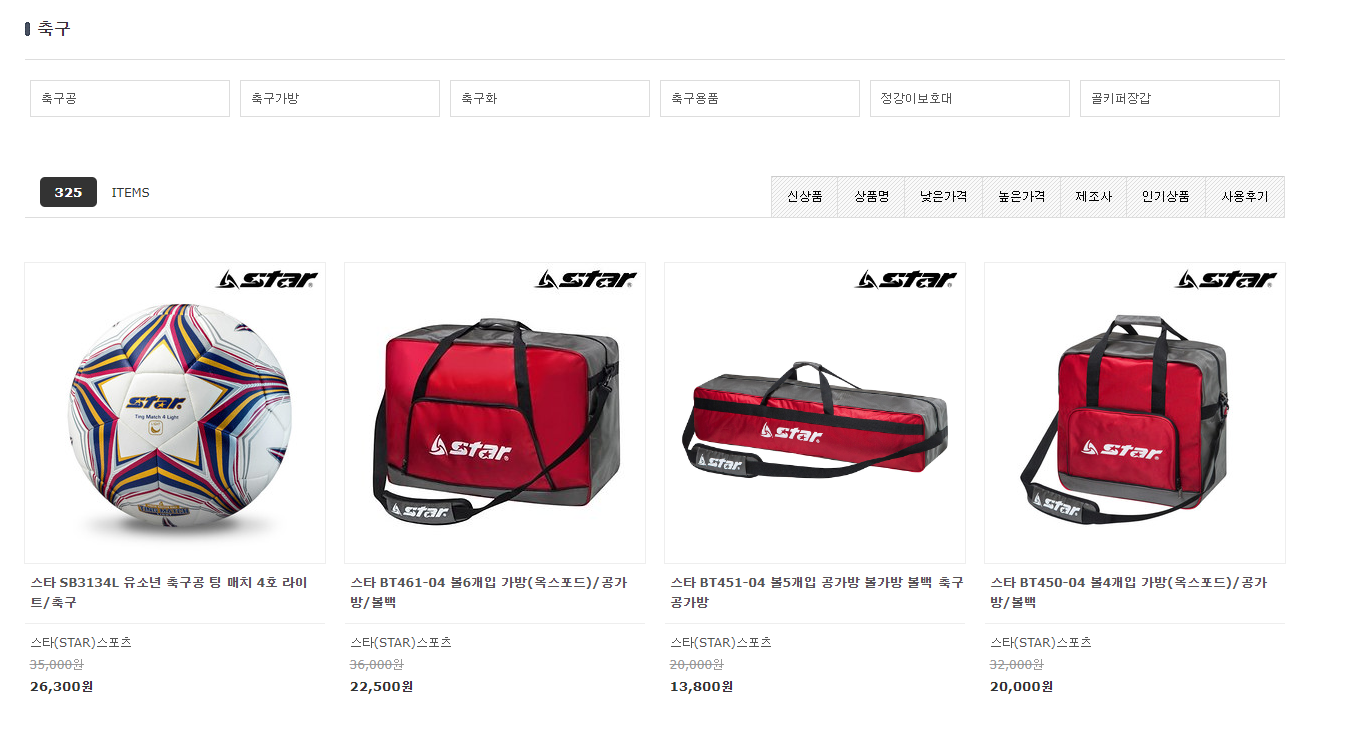 축구
축구공 축구가방 축구화 축구용품 정강이보호대 골키퍼장갑
325 ITEMS
신상품 상품명 낮은가격 높은가격 제조사 인기상품 사용후기
star star star star
star
Ting Match 4 Light
LIGHT
star
star
star
star
star
star
스타 SB3134L 유소년 축구공 팅 매치 4호 라이
트/축구
스타(STAR)스포츠
35,000원
26,300원
스타 BT461-04 볼6개입 가방(옥스포드)/공가
방/볼백
스타(STAR)스포츠
36,000원
22,500원
스타 BT451-04 볼5개입 공가방 볼가방 볼백 축구
공가방
스타(STAR)스포츠
20,000원
13,800원
스타 BT450-04 볼4개입 가방(옥스포드)/공가
방/볼백
스타(STAR)스포츠
32,000원
20,000원